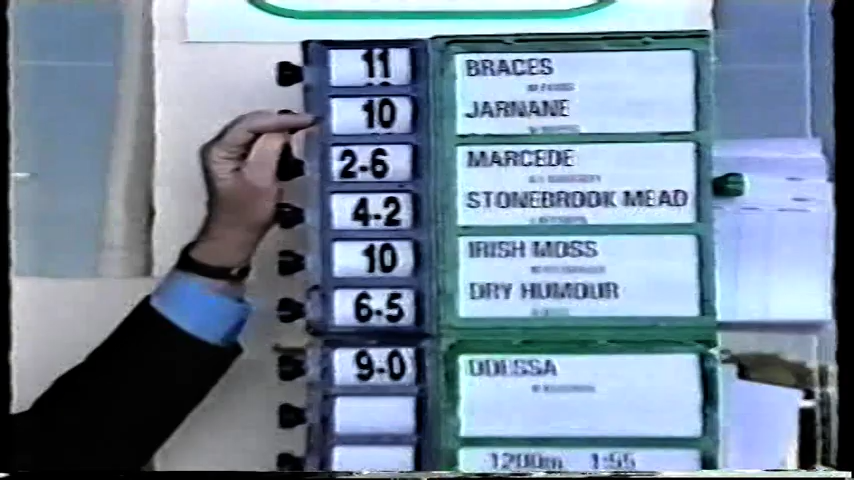 11 BRACES
10 JARNANE
2-6 MARCEDE
4-2 STONEBROOK MEAD
10 IRISH MOSS
6-5 DRY HUMOUR
9-0 ODESSA
1200m 1:55